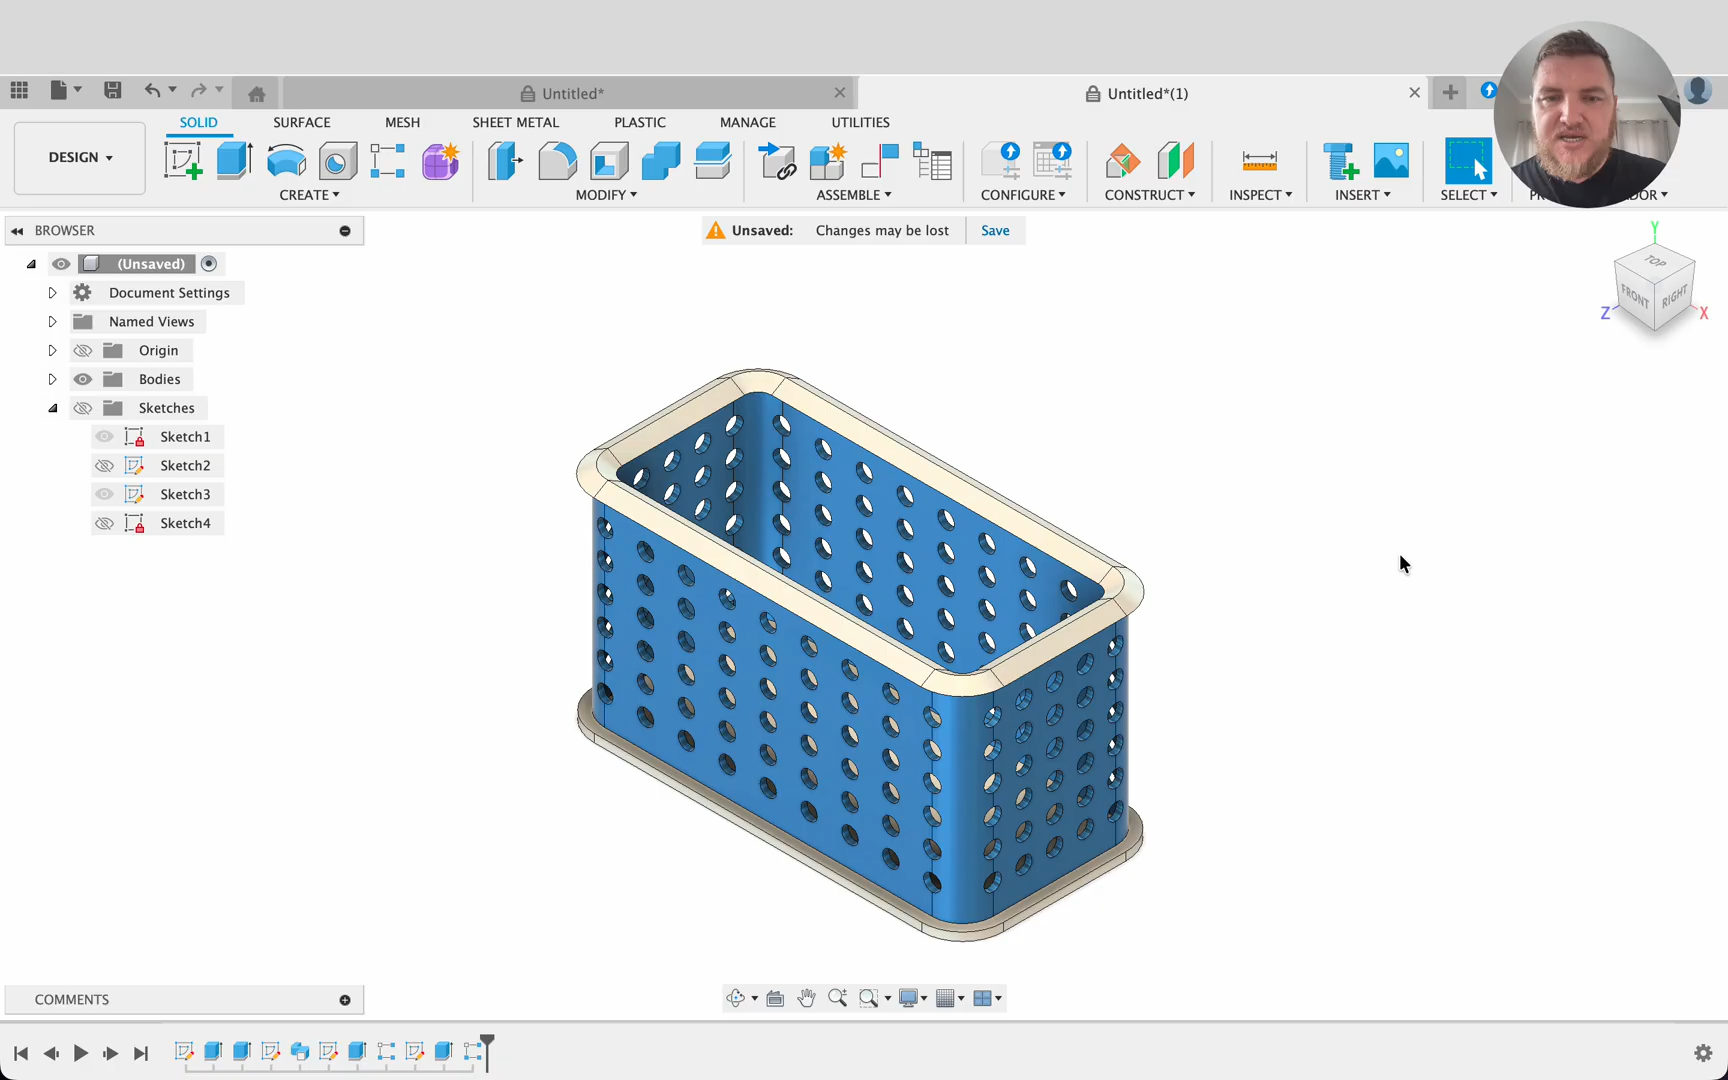 Untitled*
Untitled*(1)
SOLID SURFACE MESH SHEET METAL PLASTIC MANAGE UTILITIES
DESIGN
CREATE MODIFY ASSEMBLE CONFIGURE CONSTRUCT INSPECT INSERT SELECT
BROWSER
Unsaved: Changes may be lost Save
(Unsaved)
Document Settings
Named Views
Origin
Bodies
Sketches
Sketch1
Sketch2
Sketch3
Sketch4
Y
TOP
FRONT
RIGHT
Z
X
COMMENTS